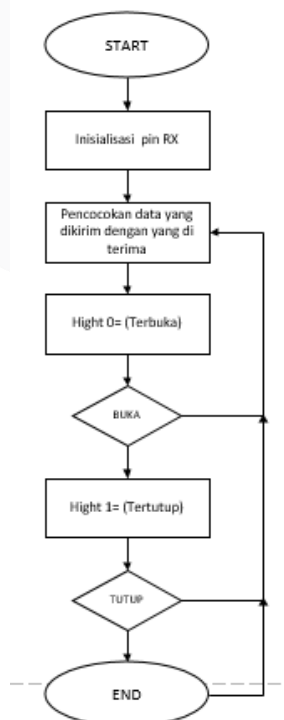 START
Inisialisasi pin RX
Pencocokan data yang
dikirim dengan yang di
terima
Hight 0= (Terbuka)
BUKA
Hight 1= (Tertutup)
TUTUP
END